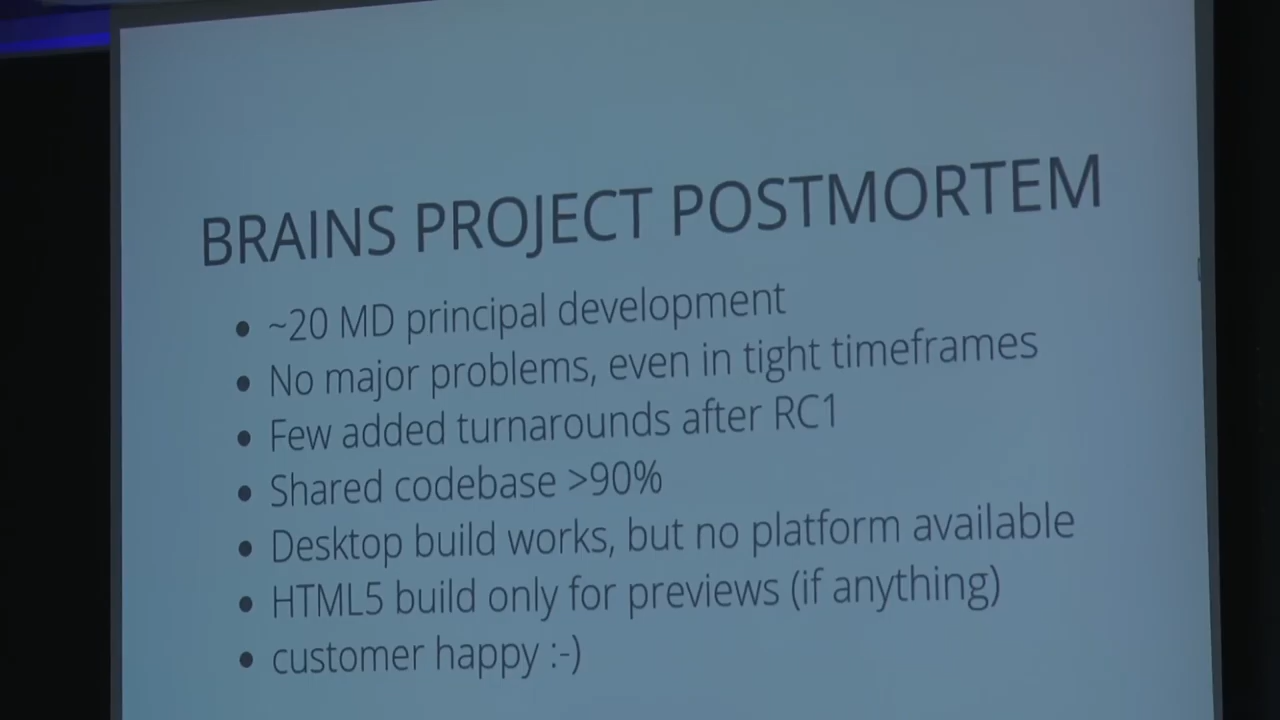 BRAINS PROJECT POSTMORTEM
• ~20 MD principal development
• No major problems, even in tight timeframes
• Few added turnarounds after RC1
• Shared codebase >90%
• Desktop build works, but no platform available
• HTML5 build only for previews (if anything)
• customer happy :-)